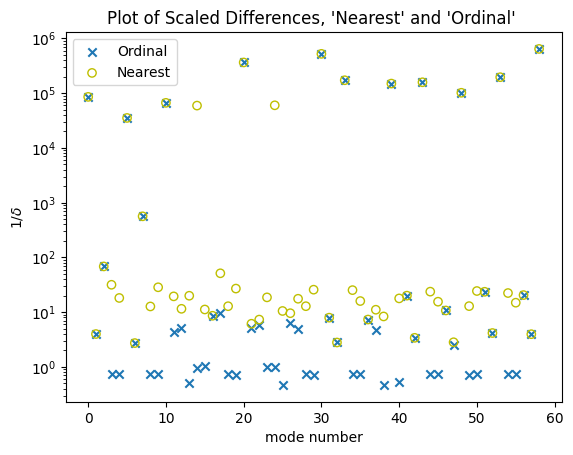 Plot of Scaled Differences, 'Nearest' and 'Ordinal'
Ordinal
Nearest
10⁶
10⁵
10⁴
10³
10²
10¹
10⁰
1/δ
0 10 20 30 40 50 60
mode number